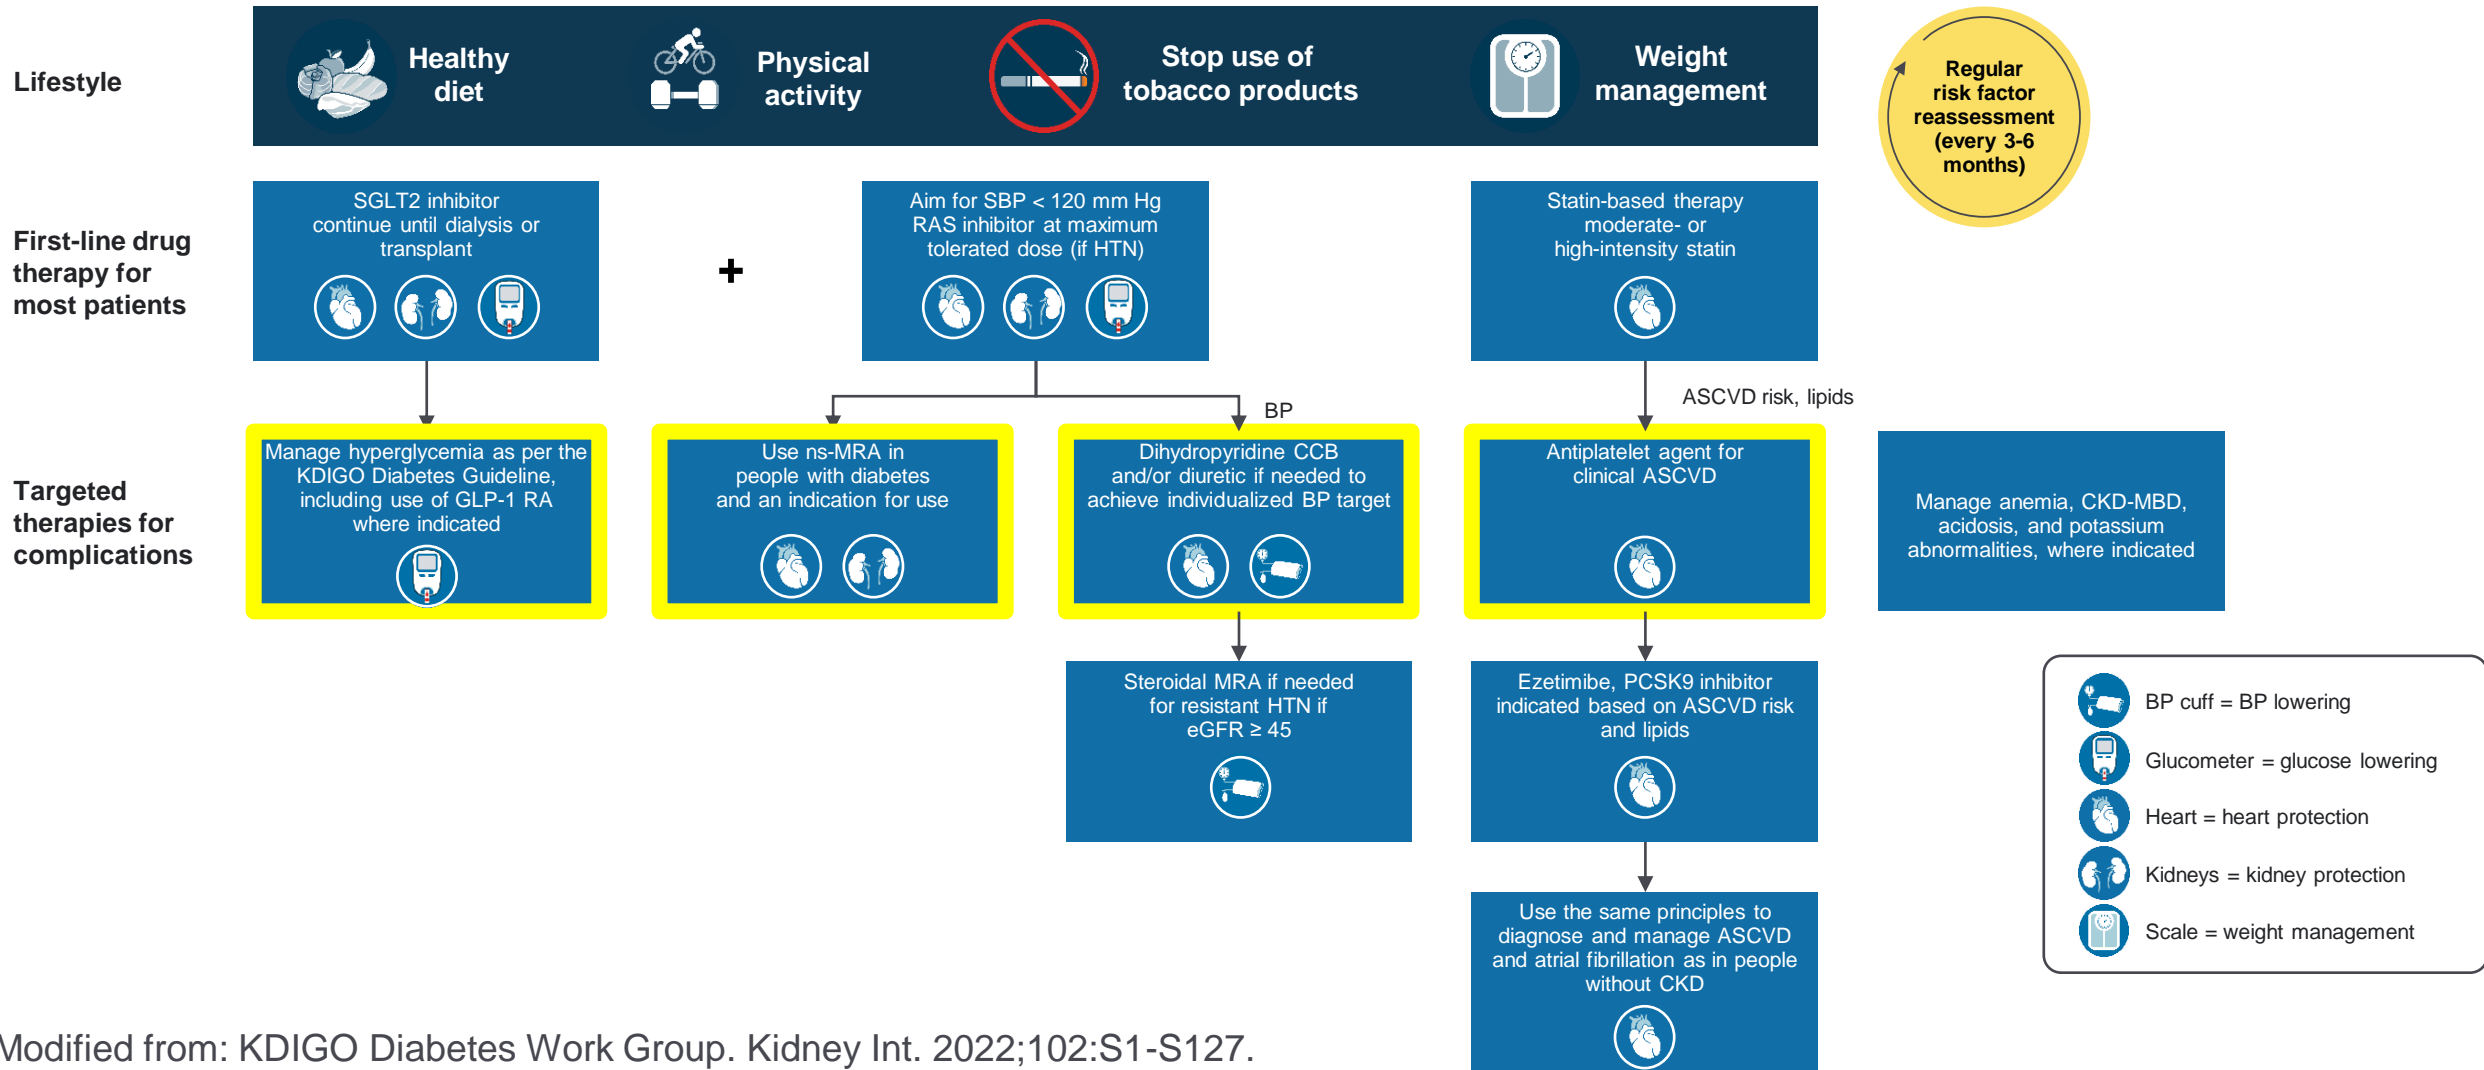 Lifestyle
Healthy
diet
Physical
activity
Stop use of
tobacco products
Weight
management
Regular
risk factor
reassessment
(every 3-6
months)
First-line drug
therapy for
most patients
SGLT2 inhibitor
continue until dialysis or
transplant
+
Aim for SBP < 120 mm Hg
RAS inhibitor at maximum
tolerated dose (if HTN)
Statin-based therapy
moderate- or
high-intensity statin
BP
ASCVD risk, lipids
Targeted
therapies for
complications
Manage hyperglycemia as per the
KDIGO Diabetes Guideline,
including use of GLP-1 RA
where indicated
Use ns-MRA in
people with diabetes
and an indication for use
Dihydropyridine CCB
and/or diuretic if needed to
achieve individualized BP target
Antiplatelet agent for
clinical ASCVD
Manage anemia, CKD-MBD,
acidosis, and potassium
abnormalities, where indicated
Steroidal MRA if needed
for resistant HTN if
eGFR ≥ 45
Ezetimibe, PCSK9 inhibitor
indicated based on ASCVD risk
and lipids
Use the same principles to
diagnose and manage ASCVD
and atrial fibrillation as in people
without CKD
BP cuff = BP lowering
Glucometer = glucose lowering
Heart = heart protection
Kidneys = kidney protection
Scale = weight management
Modified from: KDIGO Diabetes Work Group. Kidney Int. 2022;102:S1-S127.